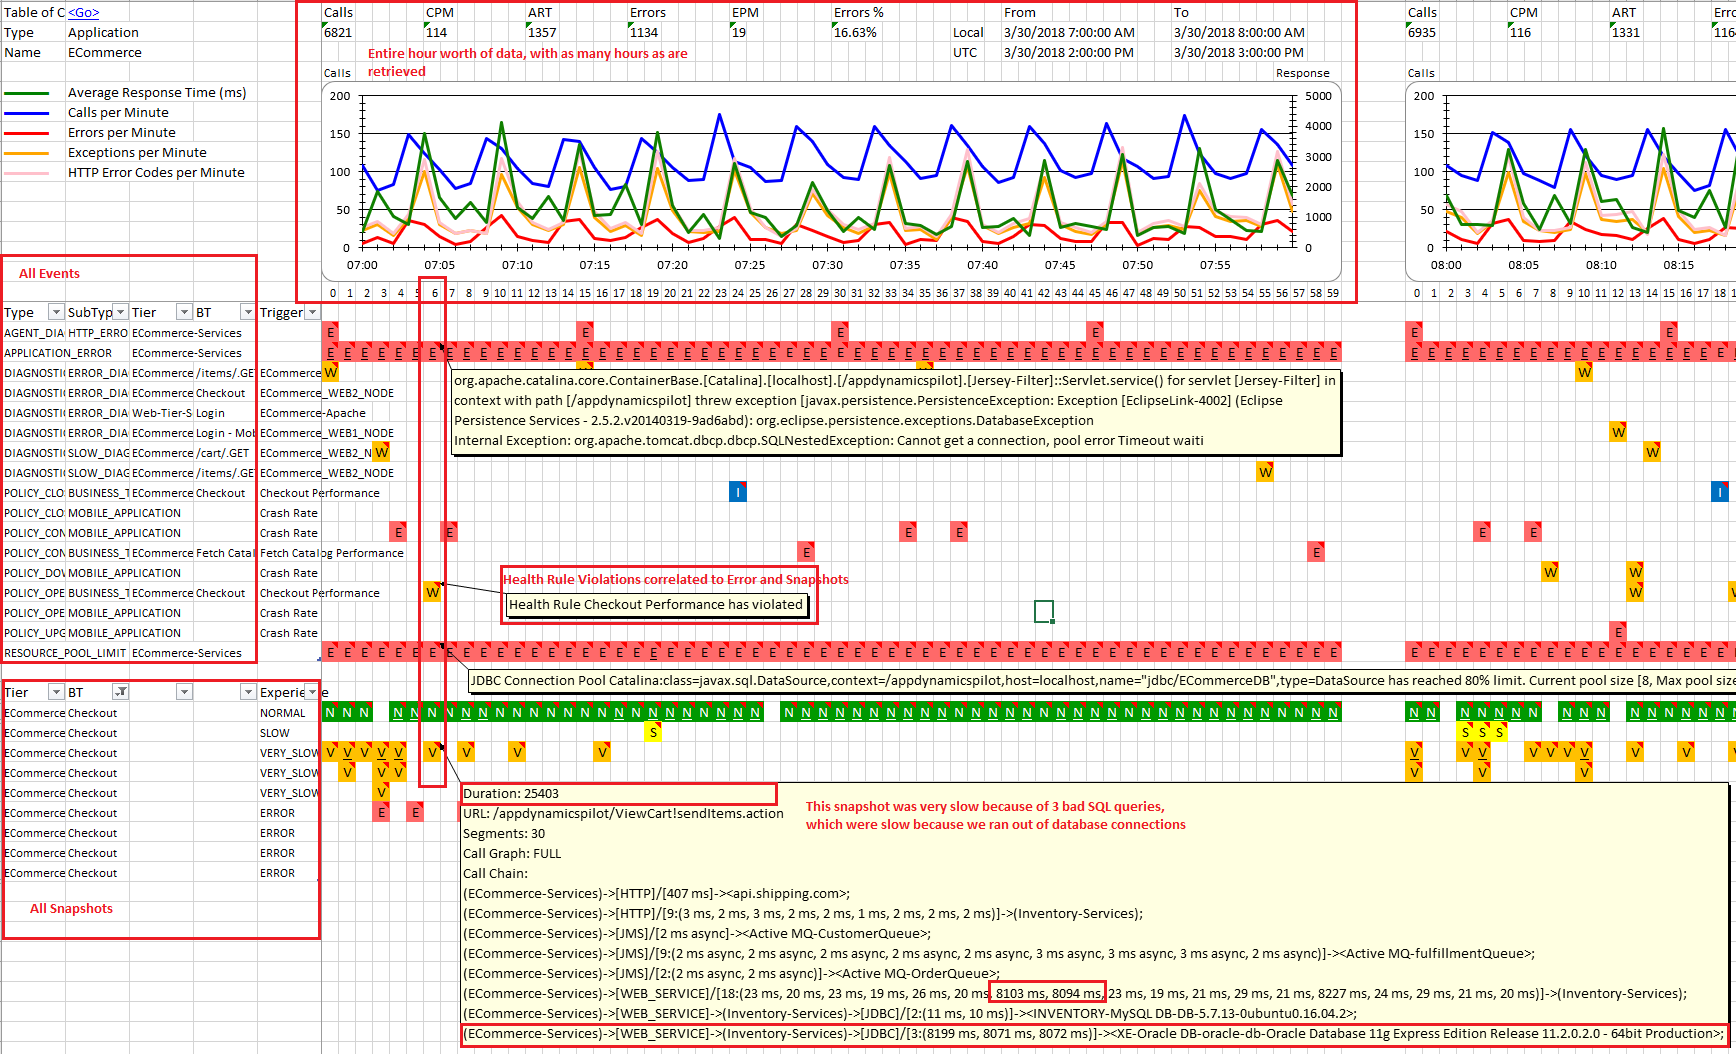 Table of C <Go>
Type Application
Name ECommerce
Average Response Time (ms)
Calls per Minute
Errors per Minute
Exceptions per Minute
HTTP Error Codes per Minute
Calls CPM ART Errors EPM Errors % From To
6821 114 1357 1134 19 16.63% Local 3/30/2018 7:00:00 AM 3/30/2018 8:00:00 AM
UTC 3/30/2018 2:00:00 PM 3/30/2018 3:00:00 PM
Entire hour worth of data, with as many hours as are
retrieved
Calls Response
200 5000
150 4000
3000
100
2000
50
1000
0 0
07:00 07:05 07:10 07:15 07:20 07:25 07:30 07:35 07:40 07:45 07:50 07:55
0 1 2 3 4 5 6 7 8 9 10 11 12 13 14 15 16 17 18 19 20 21 22 23 24 25 26 27 28 29 30 31 32 33 34 35 36 37 38 39 40 41 42 43 44 45 46 47 48 49 50 51 52 53 54 55 56 57 58 59
Calls CPM ART Erro
6935 116 1331 116
Calls
200
150
100
50
0
08:00 08:05 08:10 08:15
0 1 2 3 4 5 6 7 8 9 10 11 12 13 14 15 16 17 18
All Events
Type SubTyp Tier BT Trigger
AGENT_DIA HTTP_ERRO ECommerce-Services E E E E E E
APPLICATION_ERROR ECommerce-Services
DIAGNOSTI ERROR_DIA ECommerce /items/.GE ECommerce W W
DIAGNOSTI ERROR_DIA ECommerce Checkout ECommerce_WEB2_NODE
DIAGNOSTI ERROR_DIA Web-Tier-S Login ECommerce-Apache
DIAGNOSTI ERROR_DIA ECommerce Login - Mob ECommerce_WEB1_NODE W
DIAGNOSTI SLOW_DIAG ECommerce /cart/.GET ECommerce_WEB2_N W W
DIAGNOSTI SLOW_DIAG ECommerce /items/.GE ECommerce_WEB2_NODE W
POLICY_CLO BUSINESS_T ECommerce Checkout Checkout Performance I I
POLICY_CLO MOBILE_APPLICATION Crash Rate
POLICY_CON MOBILE_APPLICATION Crash Rate E E E E E E
POLICY_CON BUSINESS_T ECommerce Fetch Catal Fetch Catalog Performance E E
POLICY_DOW MOBILE_APPLICATION Crash Rate W W
POLICY_OPE BUSINESS_T ECommerce Checkout Checkout Performance W W
POLICY_OPE MOBILE_APPLICATION Crash Rate
POLICY_UPG MOBILE_APPLICATION Crash Rate E
RESOURCE_POOL_LIMIT ECommerce-Services
org.apache.catalina.core.ContainerBase.[Catalina].[localhost].[/appdynamicspilot].[Jersey-Filter]::Servlet.service() for servlet [Jersey-Filter] in
context with path [/appdynamicspilot] threw exception [javax.persistence.PersistenceException: Exception [EclipseLink-4002] (Eclipse
Persistence Services - 2.5.2.v20140319-9ad6abd): org.eclipse.persistence.exceptions.DatabaseException
Internal Exception: org.apache.tomcat.dbcp.dbcp.SQLNestedException: Cannot get a connection, pool error Timeout waiti
Health Rule Violations correlated to Error and Snapshots
Health Rule Checkout Performance has violated
JDBC Connection Pool Catalina:class=javax.sql.DataSource,context=/appdynamicspilot,host=localhost,name="jdbc/ECommerceDB",type=DataSource has reached 80% limit. Current pool size [8, Max pool size
Tier BT Experience
ECommerce Checkout NORMAL
ECommerce Checkout SLOW S S S S
ECommerce Checkout VERY_SLOW V V V V V V V V V V V V V V V V V V
ECommerce Checkout VERY_SLOW V V V V V V
ECommerce Checkout VERY_SLOW V
ECommerce Checkout ERROR E E
ECommerce Checkout ERROR
ECommerce Checkout ERROR
ECommerce Checkout ERROR
All Snapshots
Duration: 25403
URL: /appdynamicspilot/ViewCart!sendItems.action
Segments: 30
Call Graph: FULL
Call Chain:
(ECommerce-Services)->[HTTP]/[407 ms]-><api.shipping.com>;
(ECommerce-Services)->[HTTP]/[9:(3 ms, 2 ms, 3 ms, 2 ms, 2 ms, 1 ms, 2 ms, 2 ms, 2 ms)]->(Inventory-Services);
(ECommerce-Services)->[JMS]/[2 ms async]-><Active MQ-CustomerQueue>;
(ECommerce-Services)->[JMS]/[9:(2 ms async, 2 ms async, 2 ms async, 2 ms async, 2 ms async, 3 ms async, 3 ms async, 3 ms async, 2 ms async)]-><Active MQ-fulfillmentQueue>;
(ECommerce-Services)->[JMS]/[2:(2 ms async, 2 ms async)]-><Active MQ-OrderQueue>;
(ECommerce-Services)->[WEB_SERVICE]/[18:(23 ms, 20 ms, 23 ms, 19 ms, 26 ms, 20 ms, 8103 ms, 8094 ms, 23 ms, 19 ms, 21 ms, 29 ms, 21 ms, 8227 ms, 24 ms, 29 ms, 21 ms, 20 ms)]->(Inventory-Services);
(ECommerce-Services)->[WEB_SERVICE]->(Inventory-Services)->[JDBC]/[2:(11 ms, 10 ms)]-><INVENTORY-MySQL DB-DB-5.7.13-0ubuntu0.16.04.2>;
(ECommerce-Services)->[WEB_SERVICE]->(Inventory-Services)->[JDBC]/[3:(8199 ms, 8071 ms, 8072 ms)]-><XE-Oracle DB-oracle-db-Oracle Database 11g Express Edition Release 11.2.0.2.0 - 64bit Production>;
This snapshot was very slow because of 3 bad SQL queries,
which were slow because we ran out of database connections